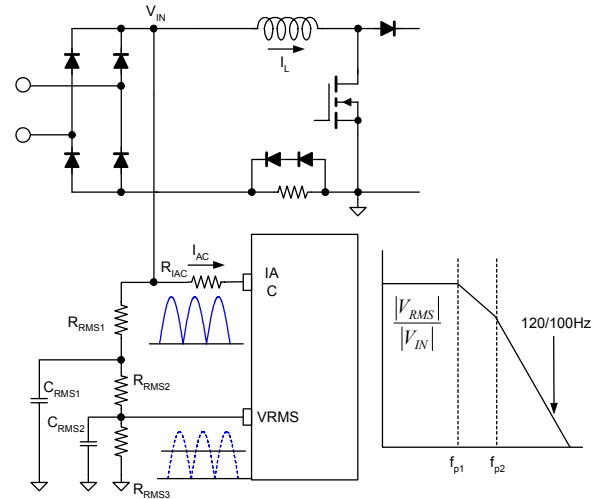 V_IN
I_L
I_AC
R_IAC
IA
C
R_RMS1
|V_RMS|
|V_IN|
120/100Hz
C_RMS1
R_RMS2
C_RMS2
VRMS
R_RMS3
f_p1
f_p2